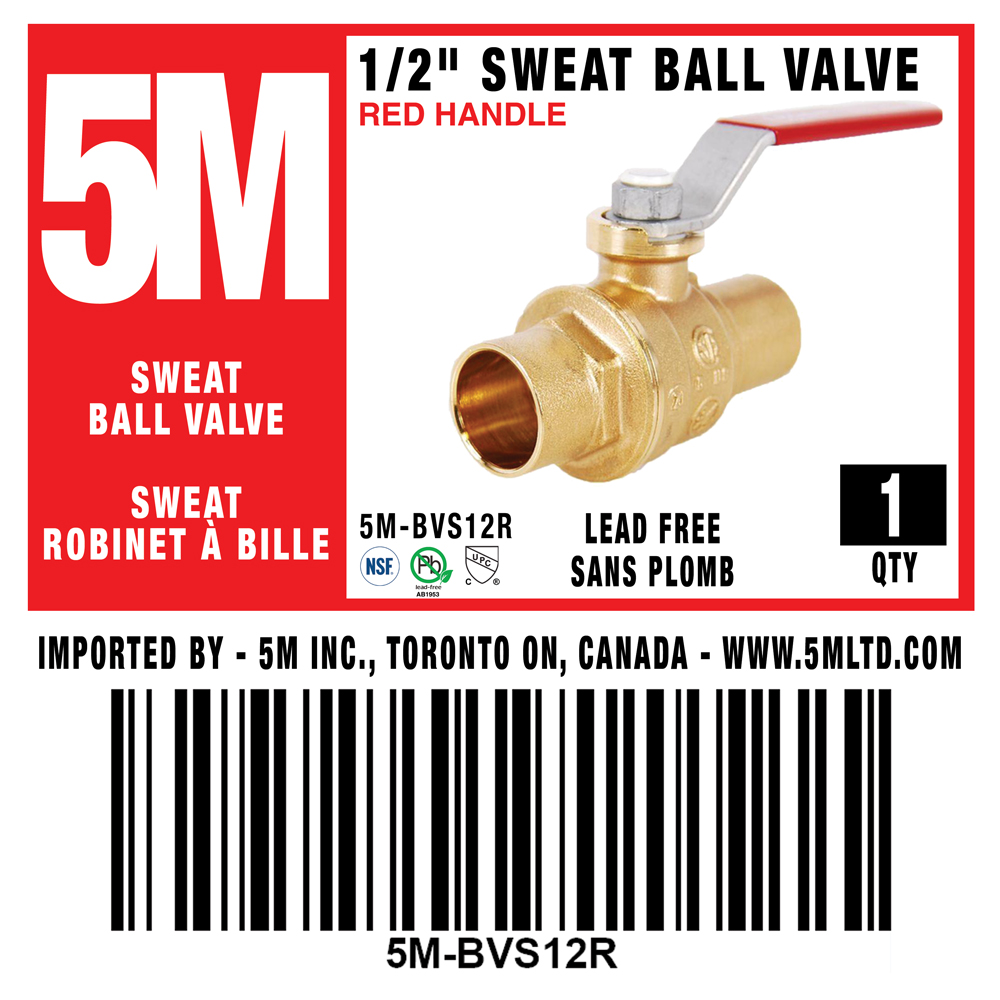 5M
SWEAT
BALL VALVE
SWEAT
ROBINET À BILLE
1/2" SWEAT BALL VALVE
RED HANDLE
5M-BVS12R
NSF.
Pb
lead-free
AB1953
UPC
C ®
LEAD FREE
SANS PLOMB
1
QTY
IMPORTED BY - 5M INC., TORONTO ON, CANADA - WWW.5MLTD.COM
5M-BVS12R